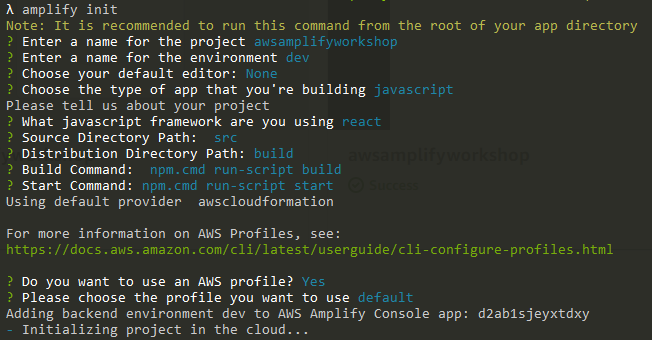 λ amplify init
Note: It is recommended to run this command from the root of your app directory
? Enter a name for the project awsamplifyworkshop
? Enter a name for the environment dev
? Choose your default editor: None
? Choose the type of app that you're building javascript
Please tell us about your project
? What javascript framework are you using react
? Source Directory Path:  src
? Distribution Directory Path: build
? Build Command:  npm.cmd run-script build
? Start Command: npm.cmd run-script start
Using default provider  awscloudformation
For more information on AWS Profiles, see:
https://docs.aws.amazon.com/cli/latest/userguide/cli-configure-profiles.html
? Do you want to use an AWS profile? Yes
? Please choose the profile you want to use default
Adding backend environment dev to AWS Amplify Console app: d2ab1sjeyxtdxy
- Initializing project in the cloud...
awsamplifyworkshop
Success